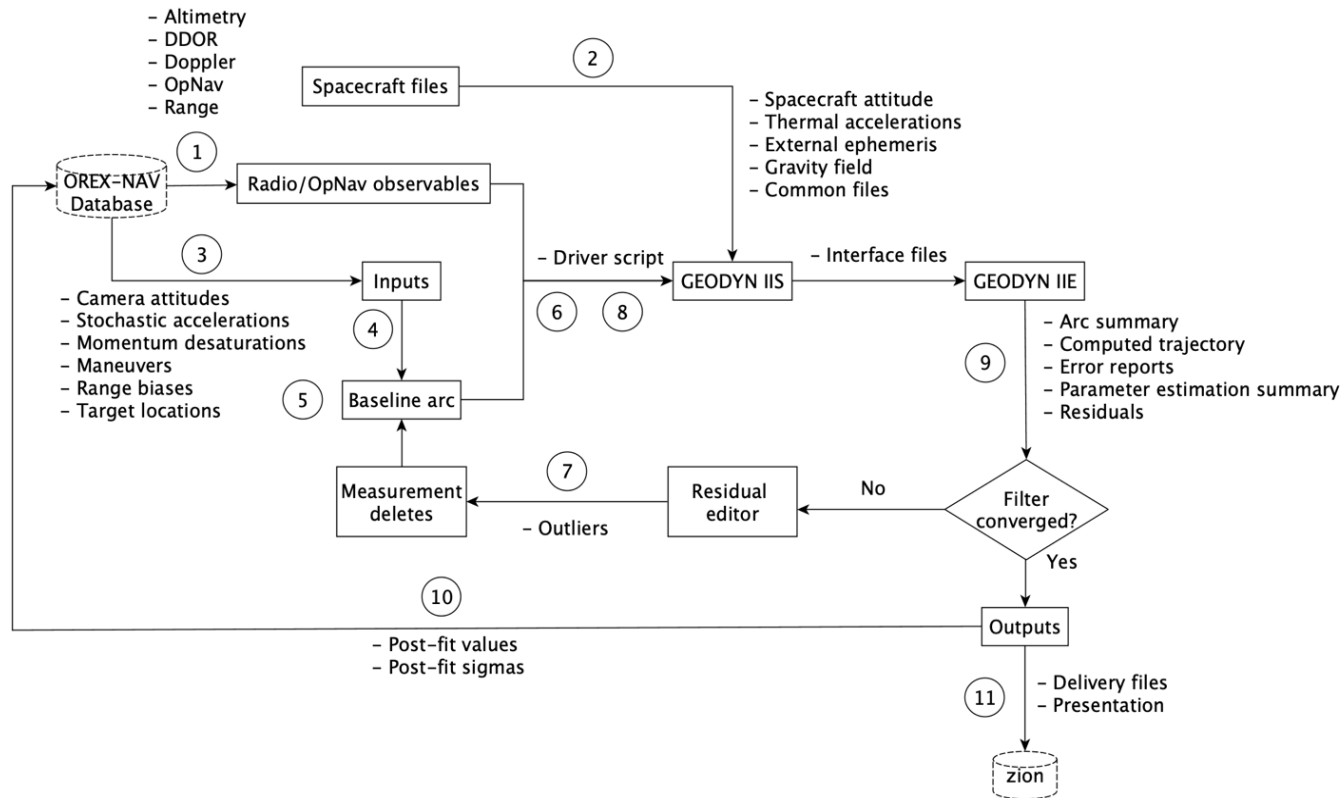 – Altimetry
– DDOR
– Doppler
– OpNav
– Range
2
Spacecraft files
– Spacecraft attitude
– Thermal accelerations
– External ephemeris
– Gravity field
– Common files
1
OREX–NAV
Database
Radio/OpNav observables
3
– Camera attitudes
– Stochastic accelerations
– Momentum desaturations
– Maneuvers
– Range biases
– Target locations
Inputs
4
5
Baseline arc
– Driver script
6
8
GEODYN IIS
– Interface files
GEODYN IIE
9
– Arc summary
– Computed trajectory
– Error reports
– Parameter estimation summary
– Residuals
Filter
converged?
No
Residual
editor
7
– Outliers
Measurement
deletes
Yes
Outputs
10
– Post–fit values
– Post–fit sigmas
11
– Delivery files
– Presentation
zion